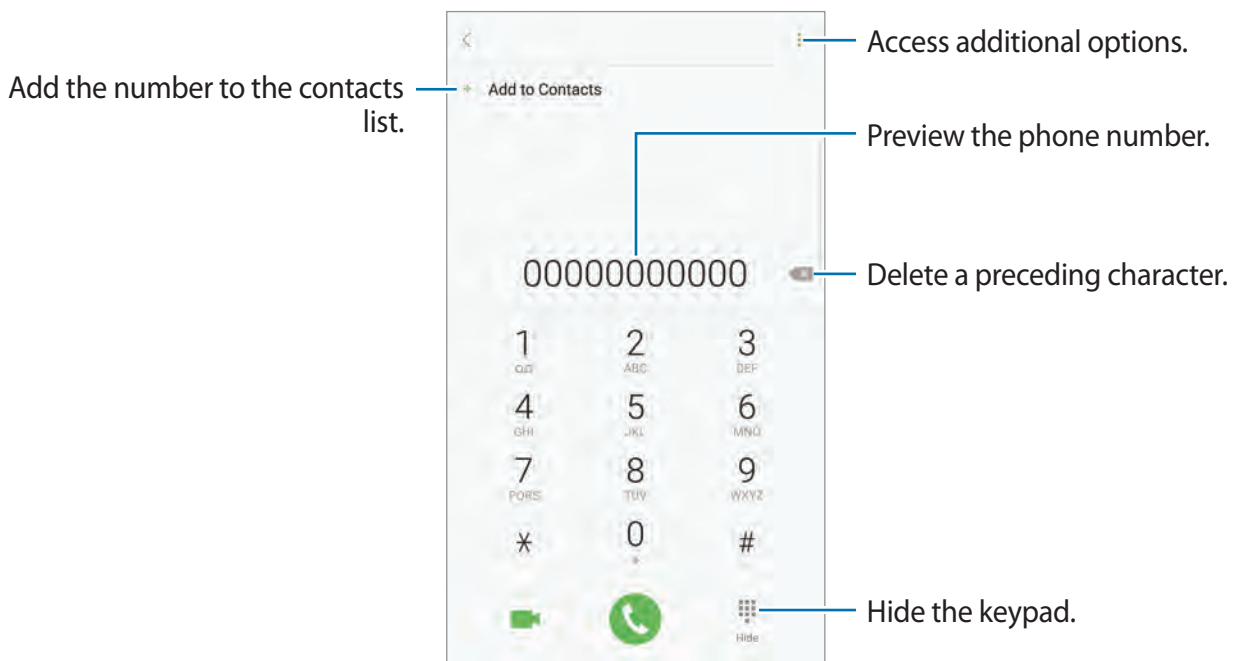 Access additional options.
Add the number to the contacts
list.
Add to Contacts
Preview the phone number.
00000000000
Delete a preceding character.
1 2 3
ABC DEF
4 5 6
GHI JKL MNO
7 8 9
PQRS TUV WXYZ
* 0 #
+
Hide the keypad.
Hide